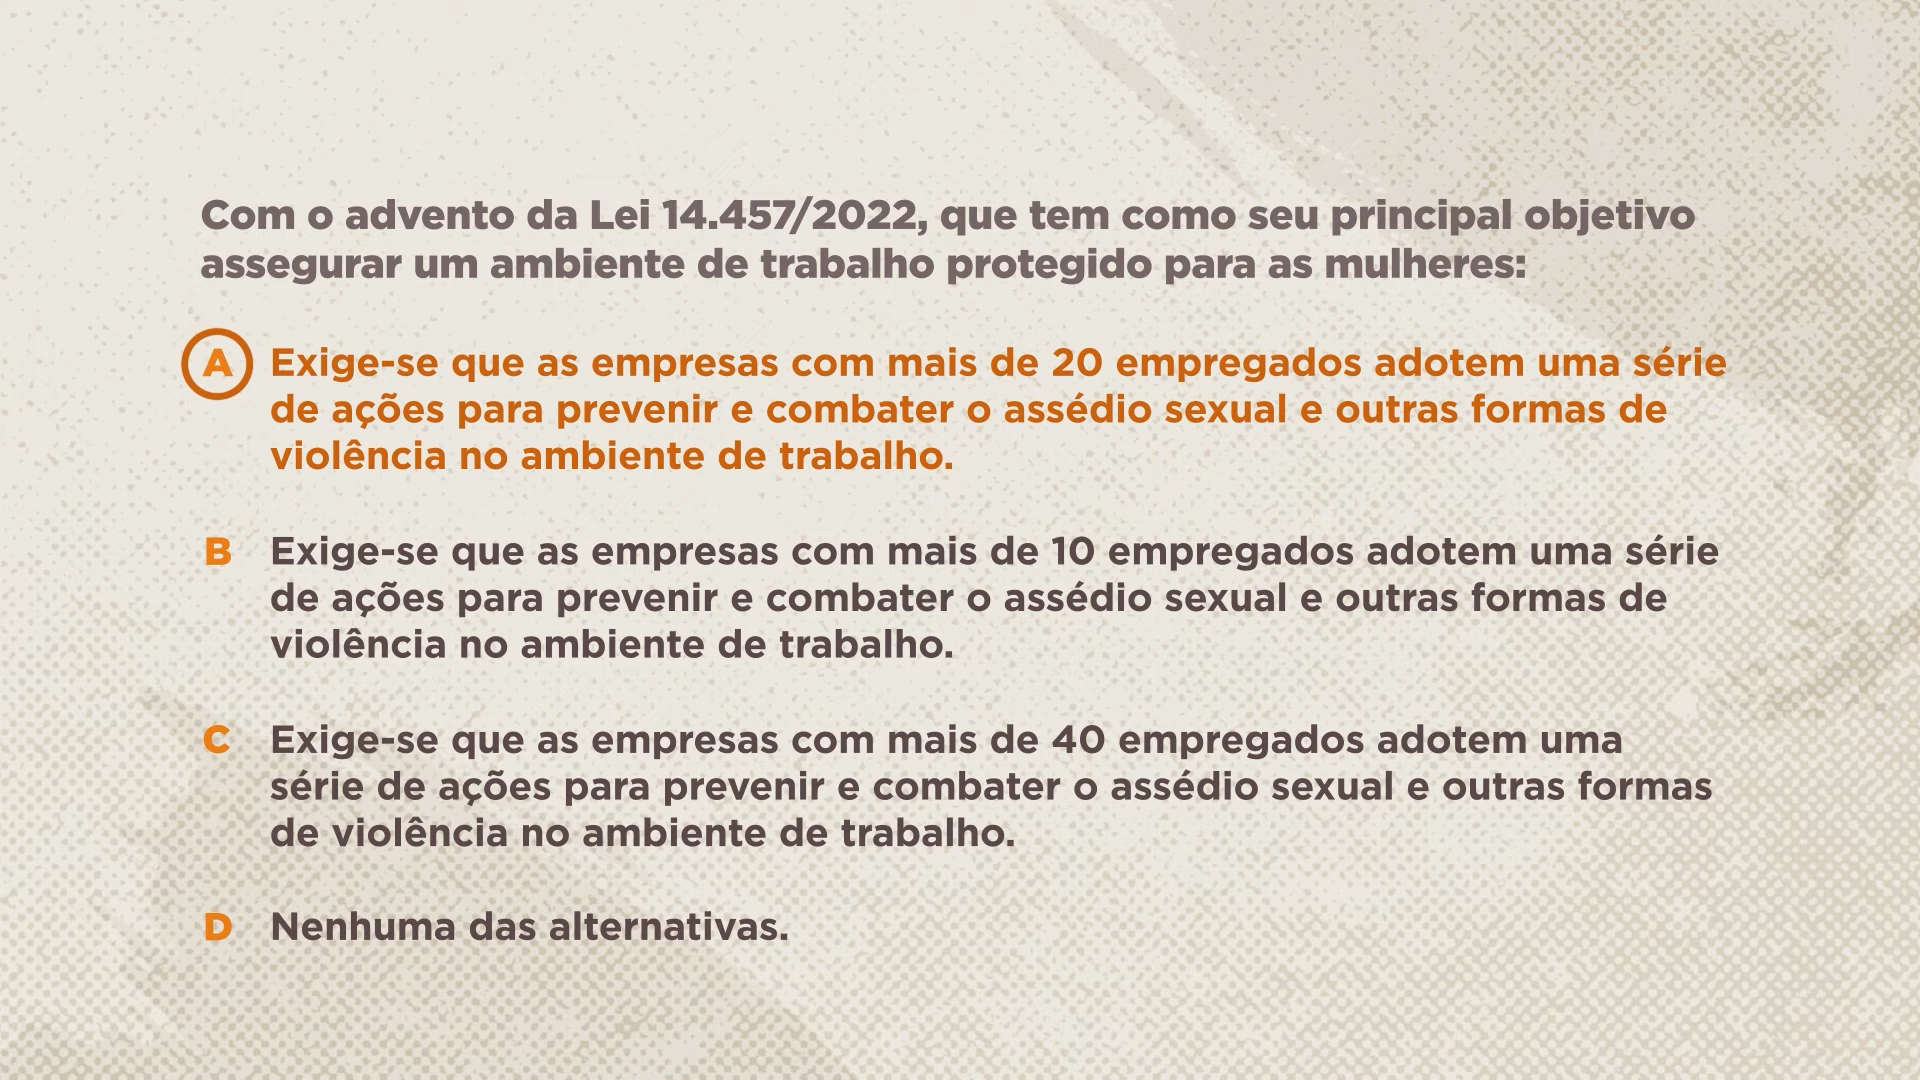 Com o advento da Lei 14.457/2022, que tem como seu principal objetivo
assegurar um ambiente de trabalho protegido para as mulheres:
A Exige-se que as empresas com mais de 20 empregados adotem uma série
de ações para prevenir e combater o assédio sexual e outras formas de
violência no ambiente de trabalho.
B Exige-se que as empresas com mais de 10 empregados adotem uma série
de ações para prevenir e combater o assédio sexual e outras formas de
violência no ambiente de trabalho.
C Exige-se que as empresas com mais de 40 empregados adotem uma
série de ações para prevenir e combater o assédio sexual e outras formas
de violência no ambiente de trabalho.
D Nenhuma das alternativas.